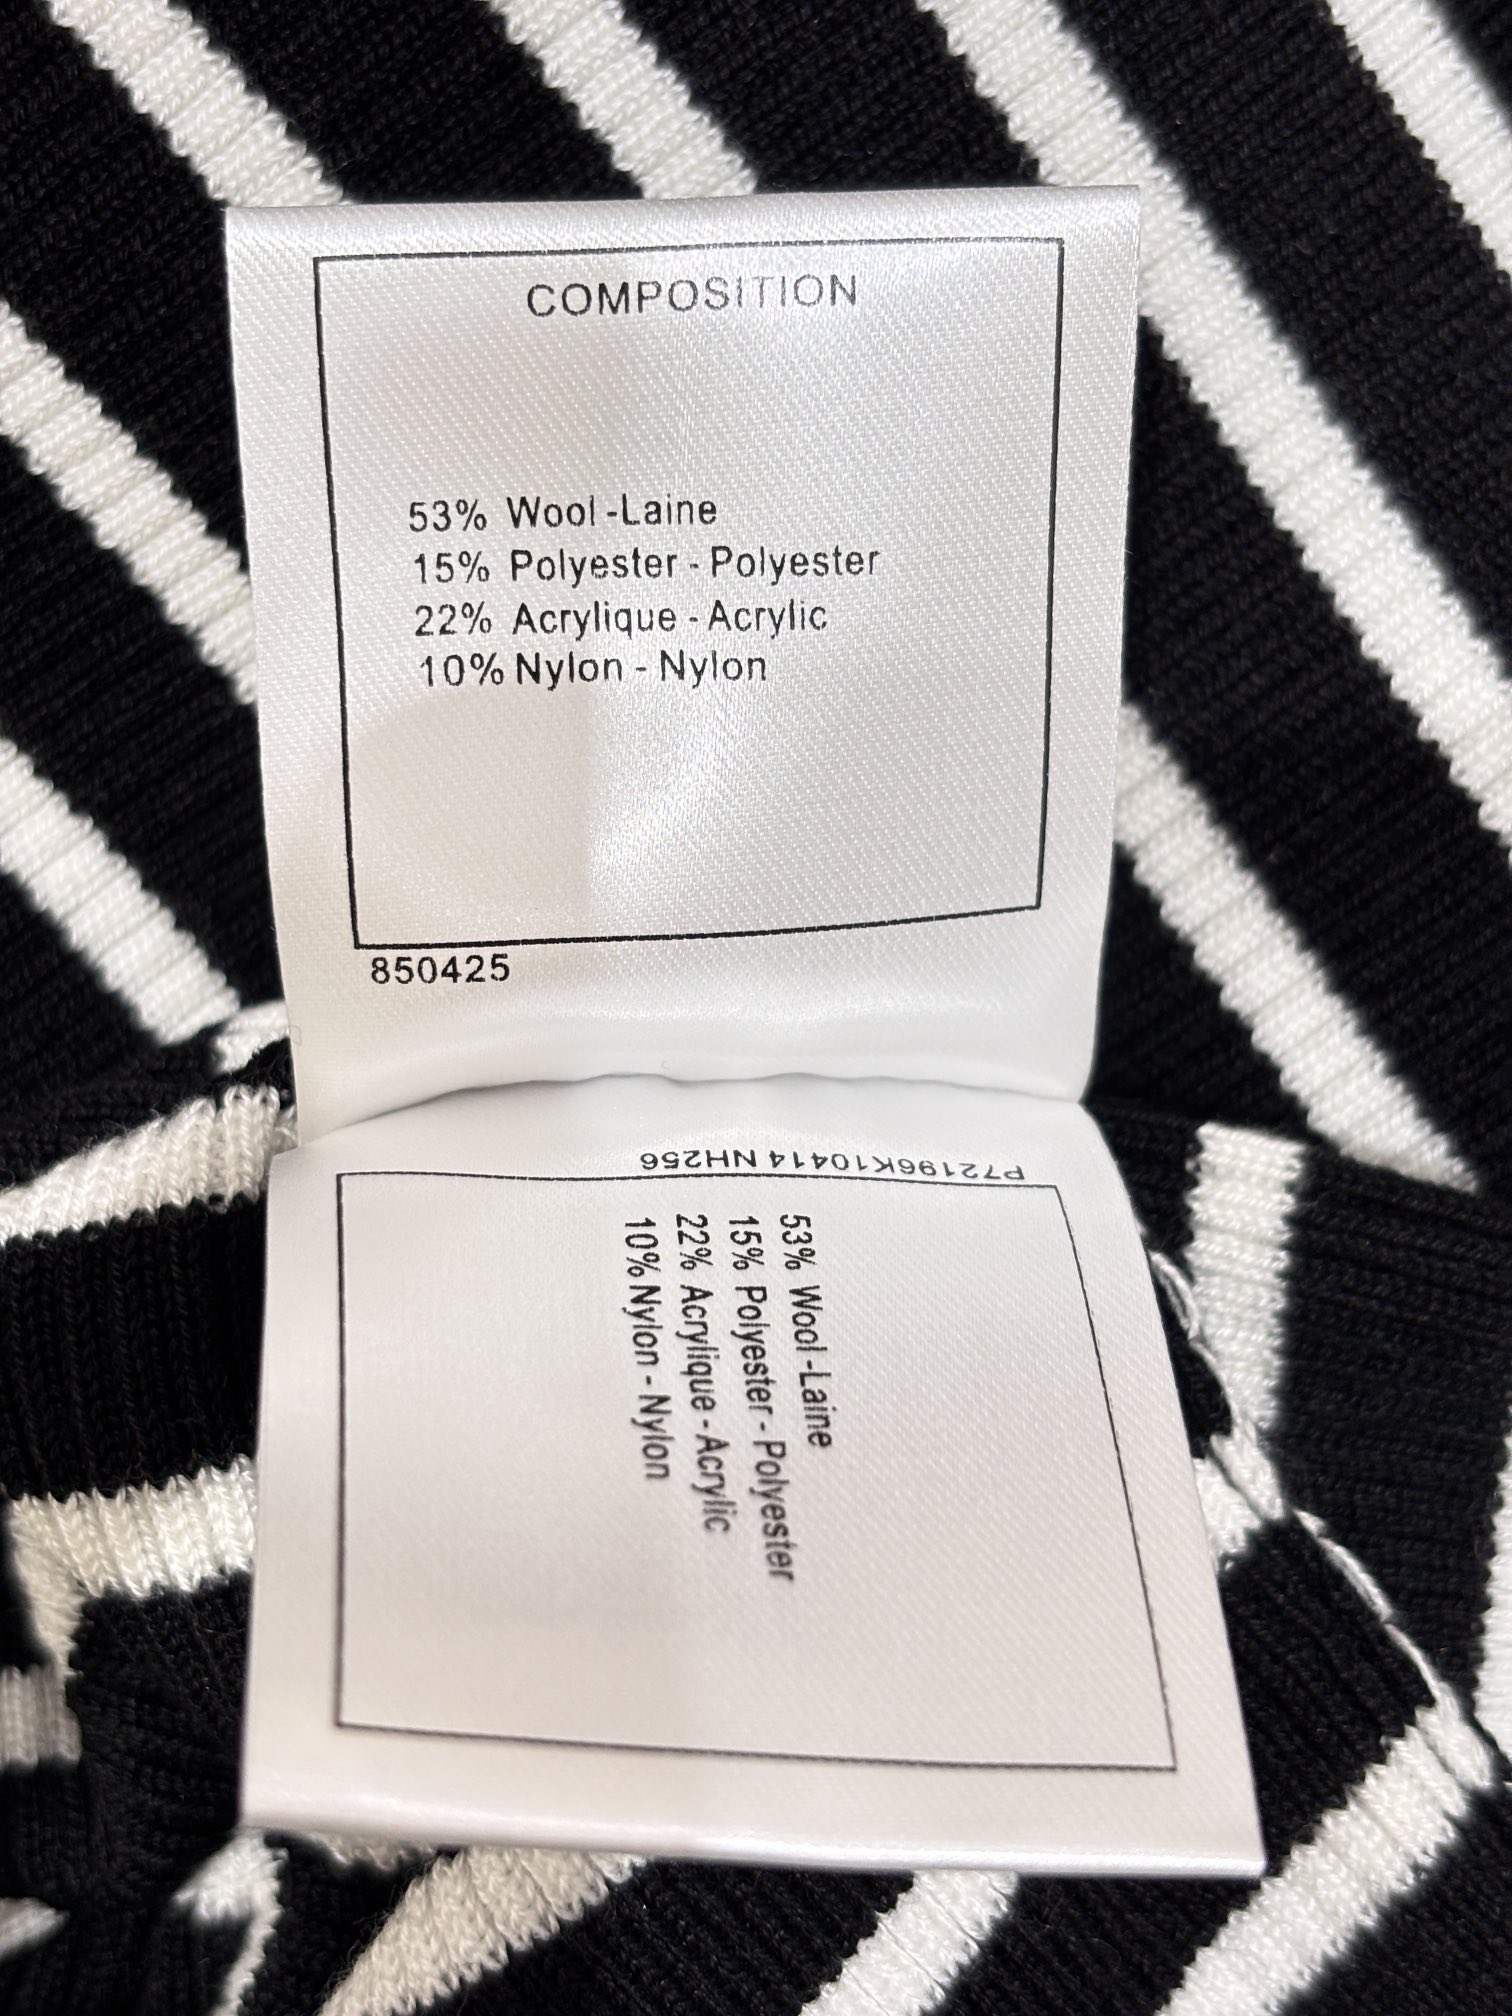 COMPOSITION
53% Wool -Laine
15% Polyester - Polyester
22% Acrylique - Acrylic
10% Nylon - Nylon
850425
P72196K10414 NH256
53% Wool -Laine
15% Polyester - Polyester
22% Acrylique - Acrylic
10% Nylon - Nylon